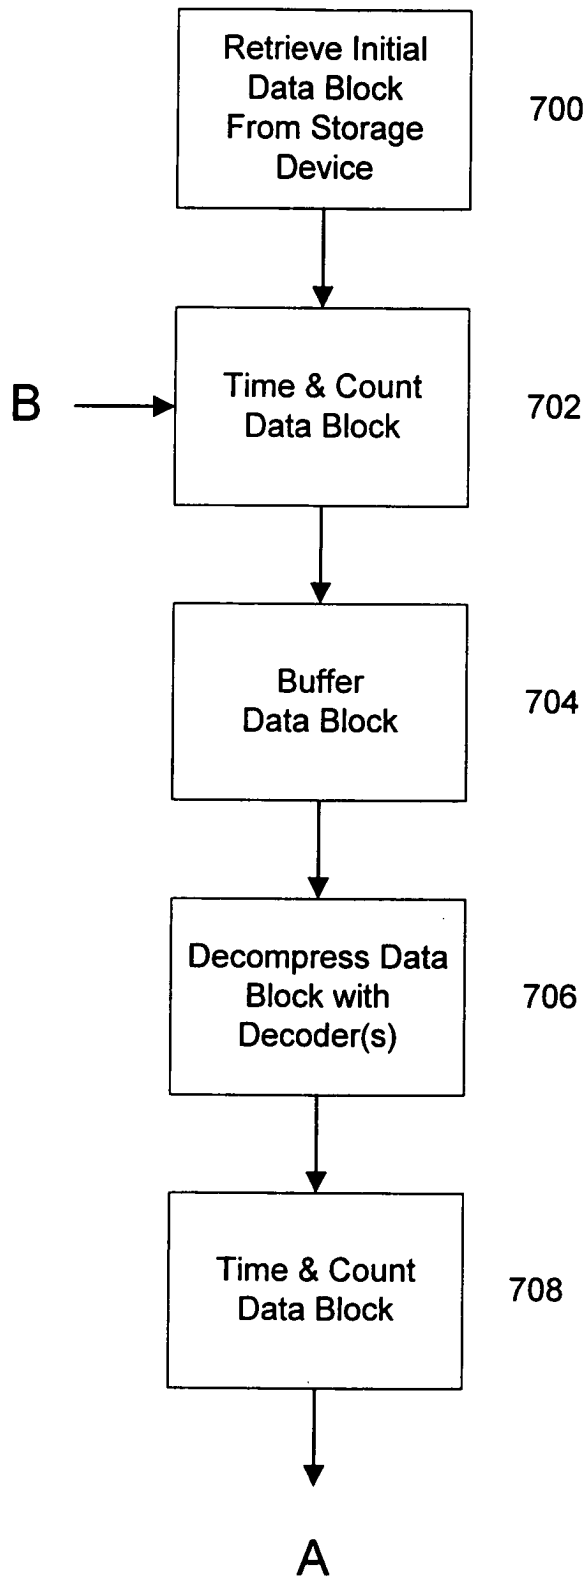 Retrieve Initial
Data Block
From Storage
Device
700
B
Time & Count
Data Block
702
Buffer
Data Block
704
Decompress Data
Block with
Decoder(s)
706
Time & Count
Data Block
708
A